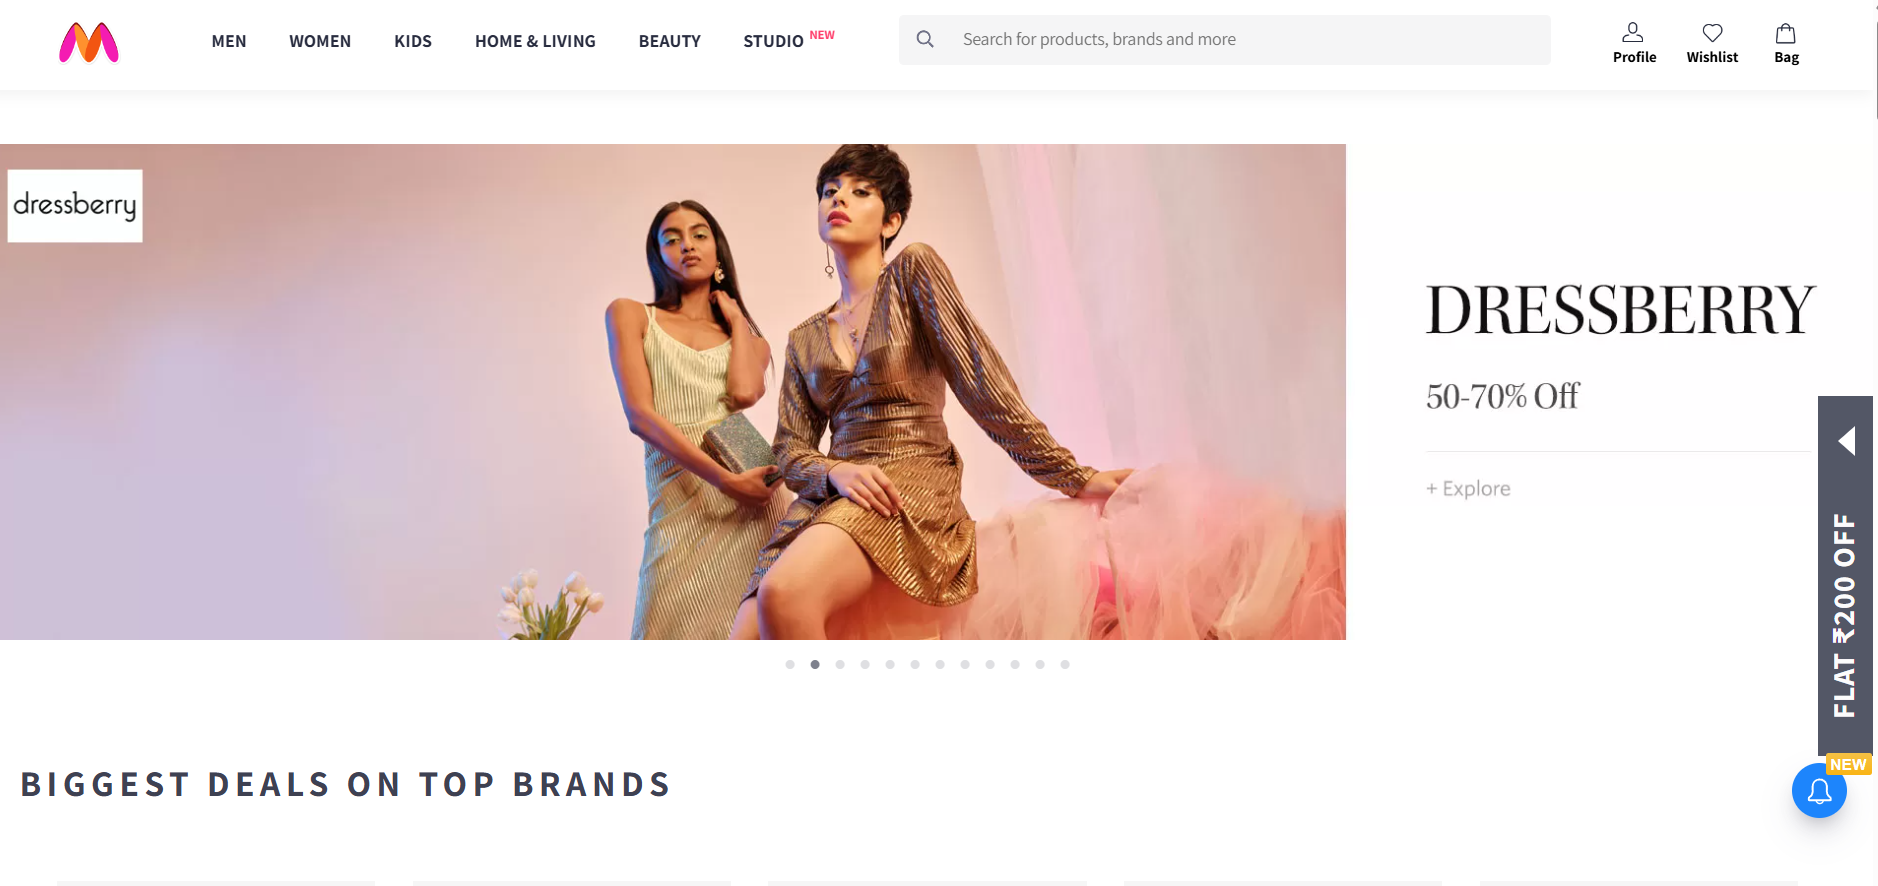 MEN WOMEN KIDS HOME & LIVING BEAUTY STUDIO NEW
Search for products, brands and more
Profile Wishlist Bag
dressberry
DRESSBERRY
50-70% Off
+ Explore
FLAT ₹200 OFF
NEW
BIGGEST DEALS ON TOP BRANDS